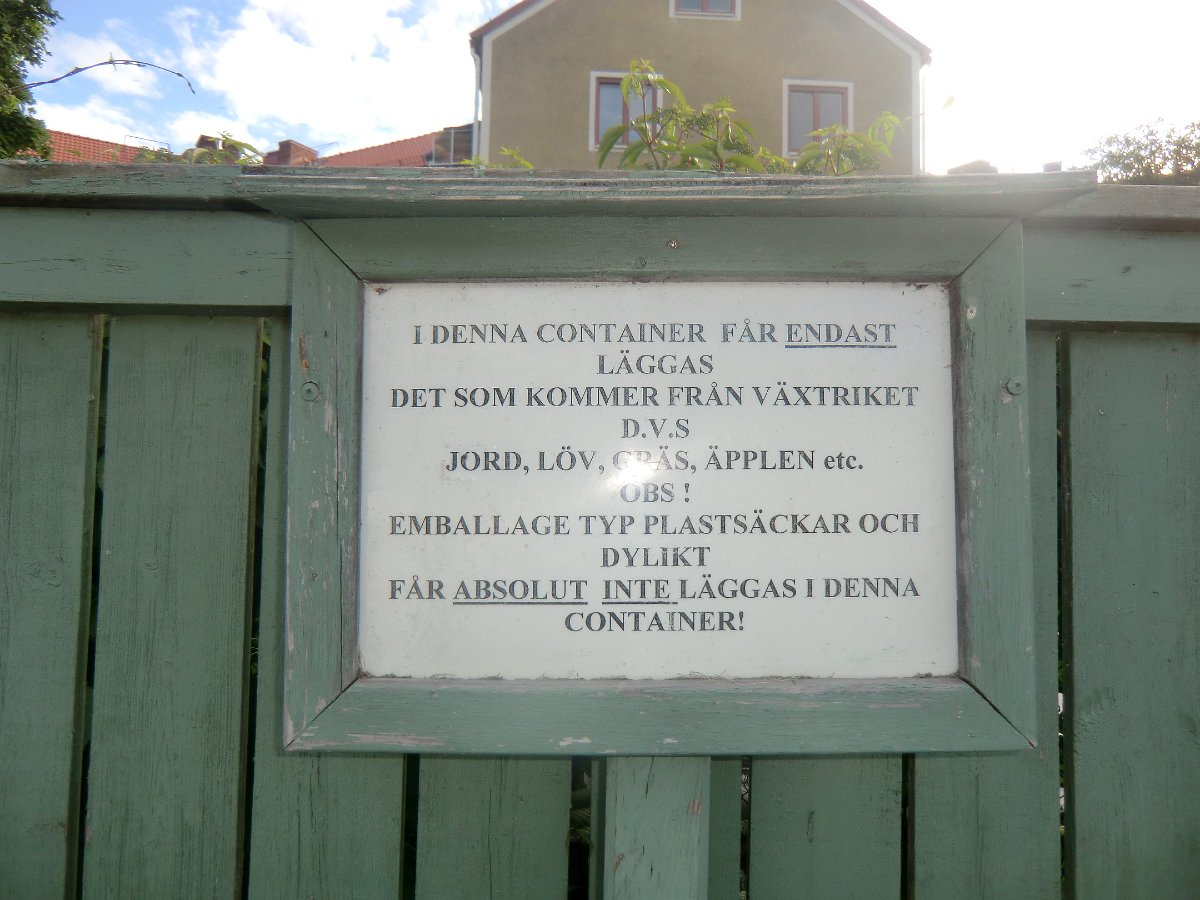 I DENNA CONTAINER FÅR ENDAST
LÄGGAS
DET SOM KOMMER FRÅN VÄXTRIKET
D.V.S
JORD, LÖV, GRÄS, ÄPPLEN etc.
OBS !
EMBALLAGE TYP PLASTSÄCKAR OCH
DYLIKT
FÅR ABSOLUT INTE LÄGGAS I DENNA
CONTAINER!